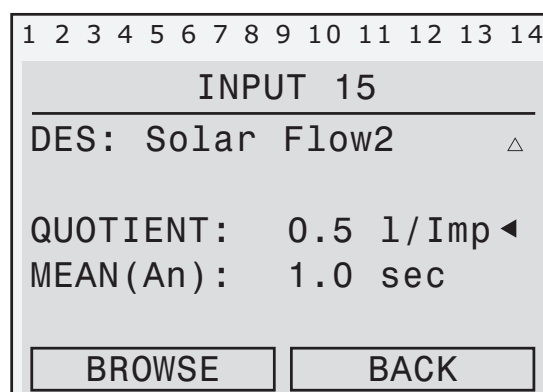 1 2 3 4 5 6 7 8 9 10 11 12 13 14
INPUT 15
DES: Solar Flow2
QUOTIENT: 0.5 l/Imp
MEAN(An): 1.0 sec
BROWSE BACK